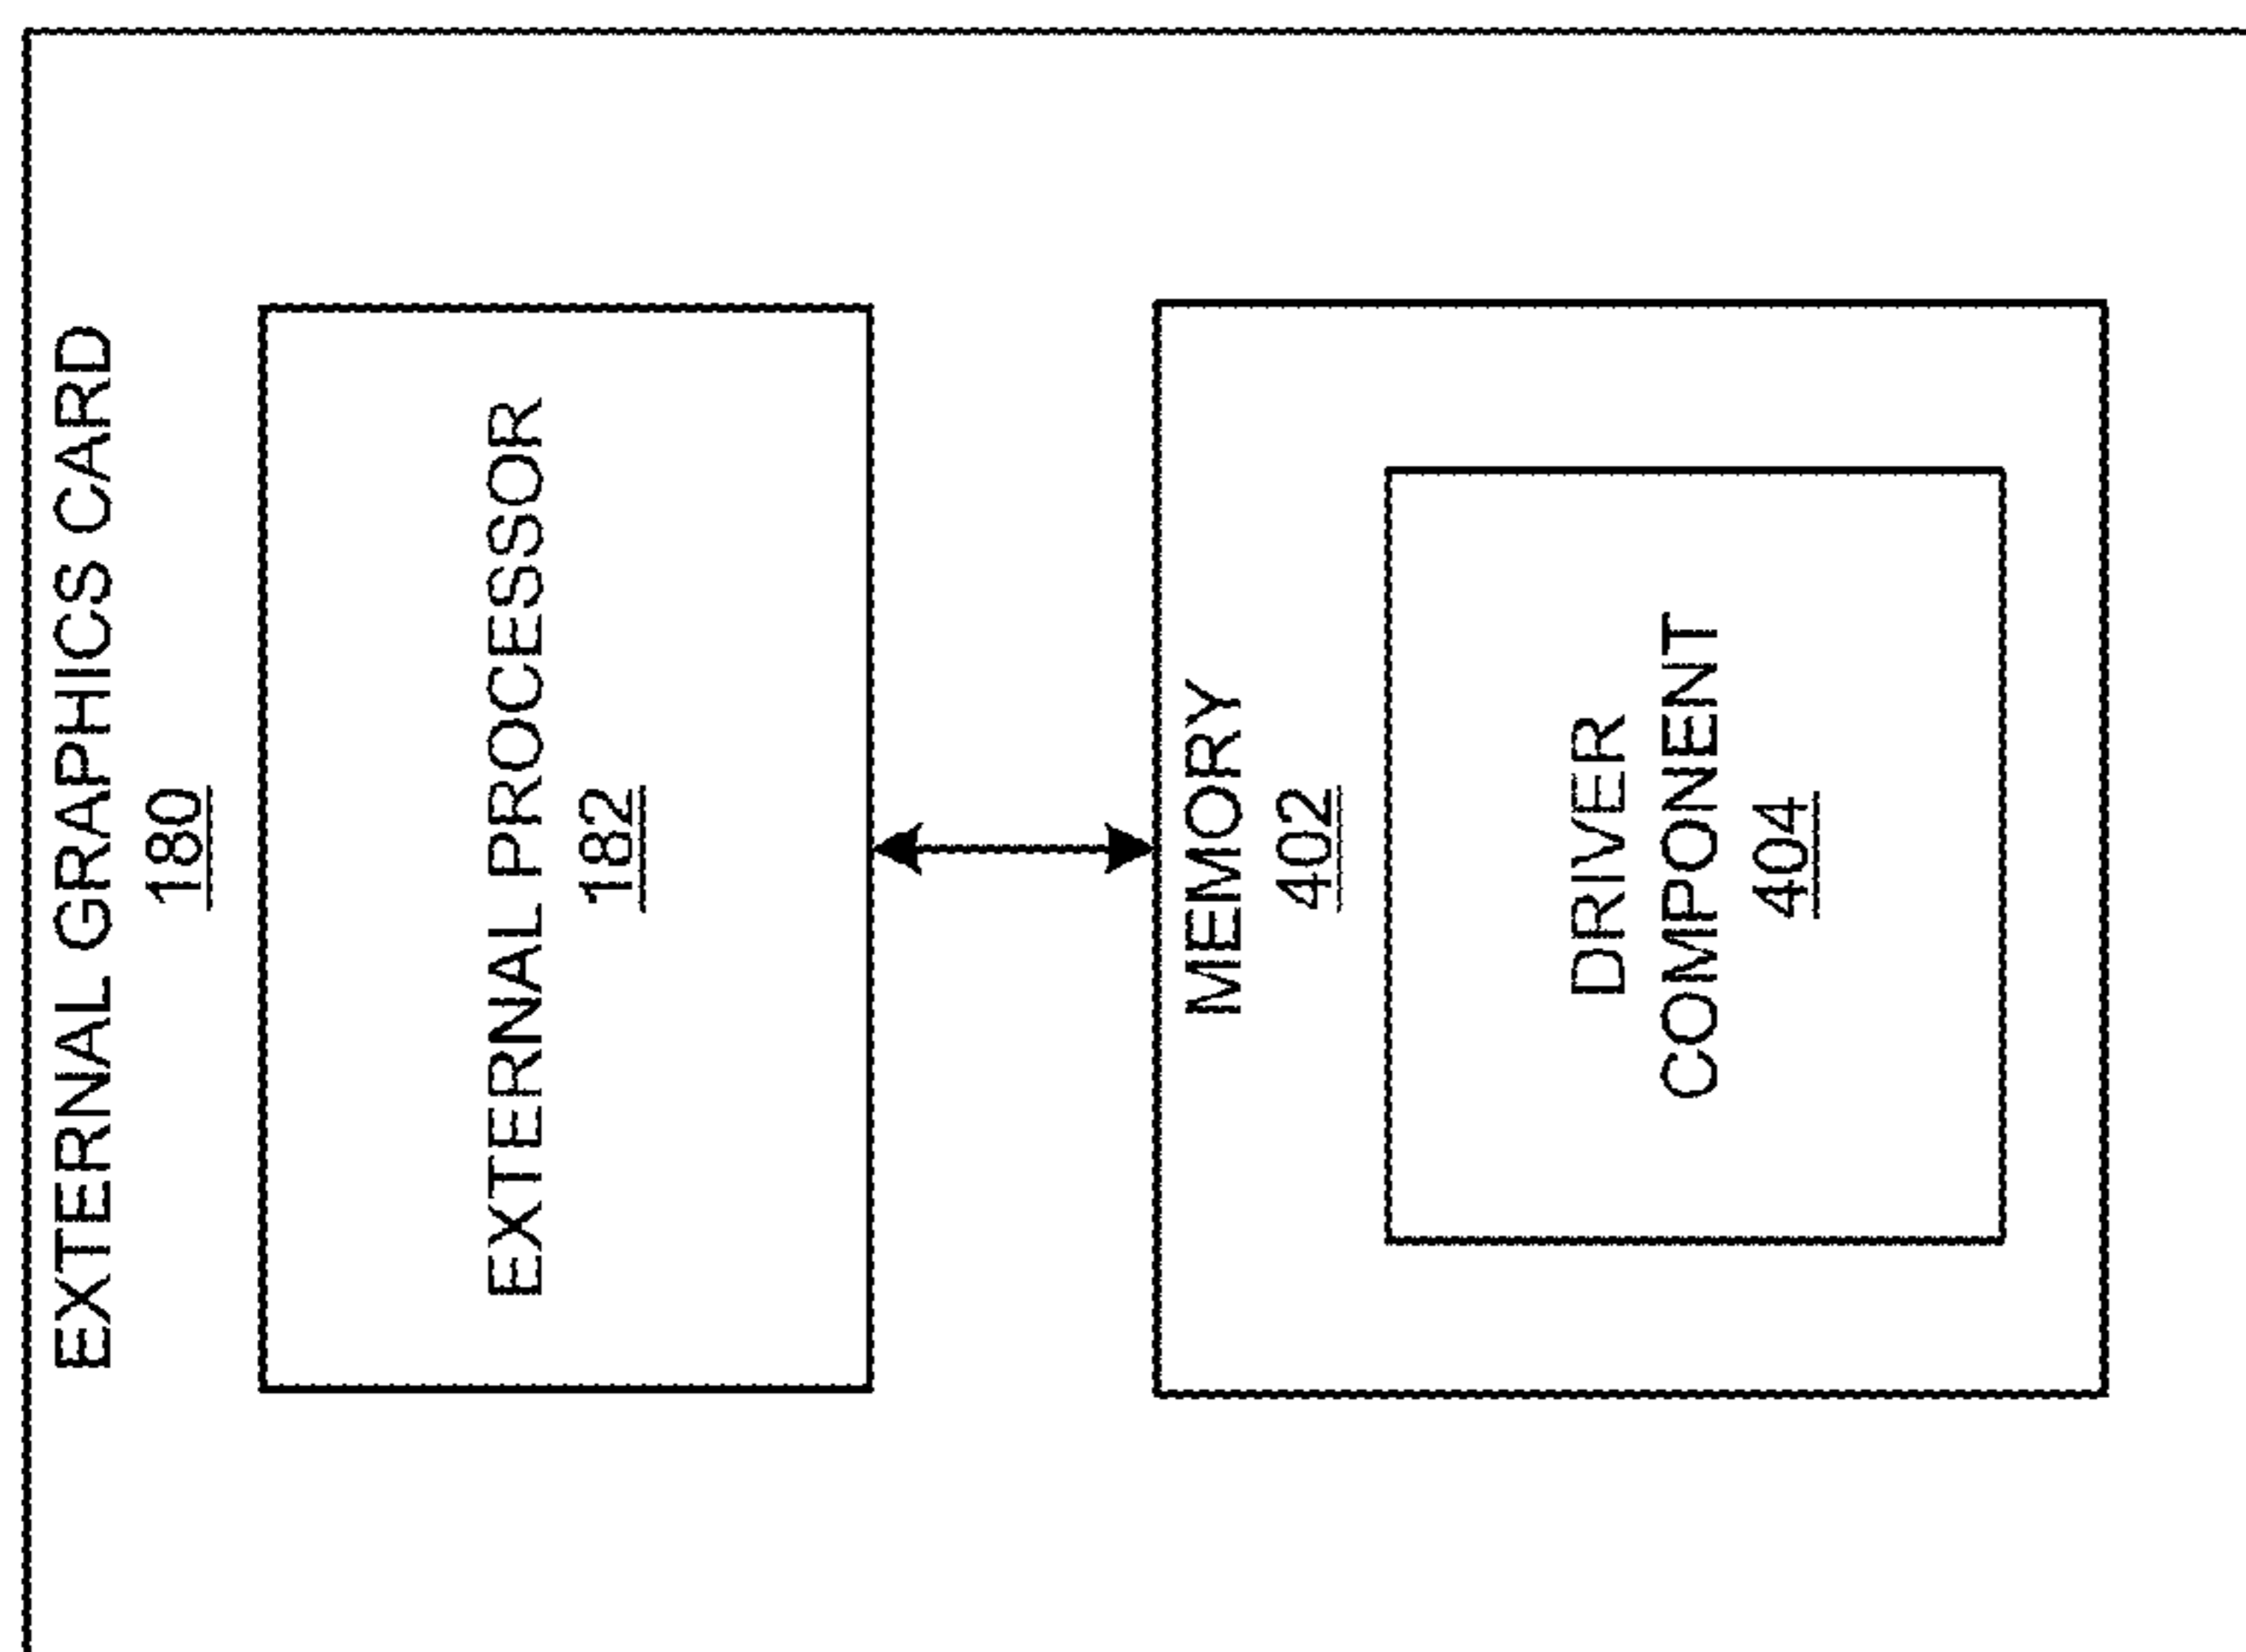 EXTERNAL GRAPHICS CARD
180
EXTERNAL PROCESSOR
182
MEMORY
402
DRIVER
COMPONENT
404